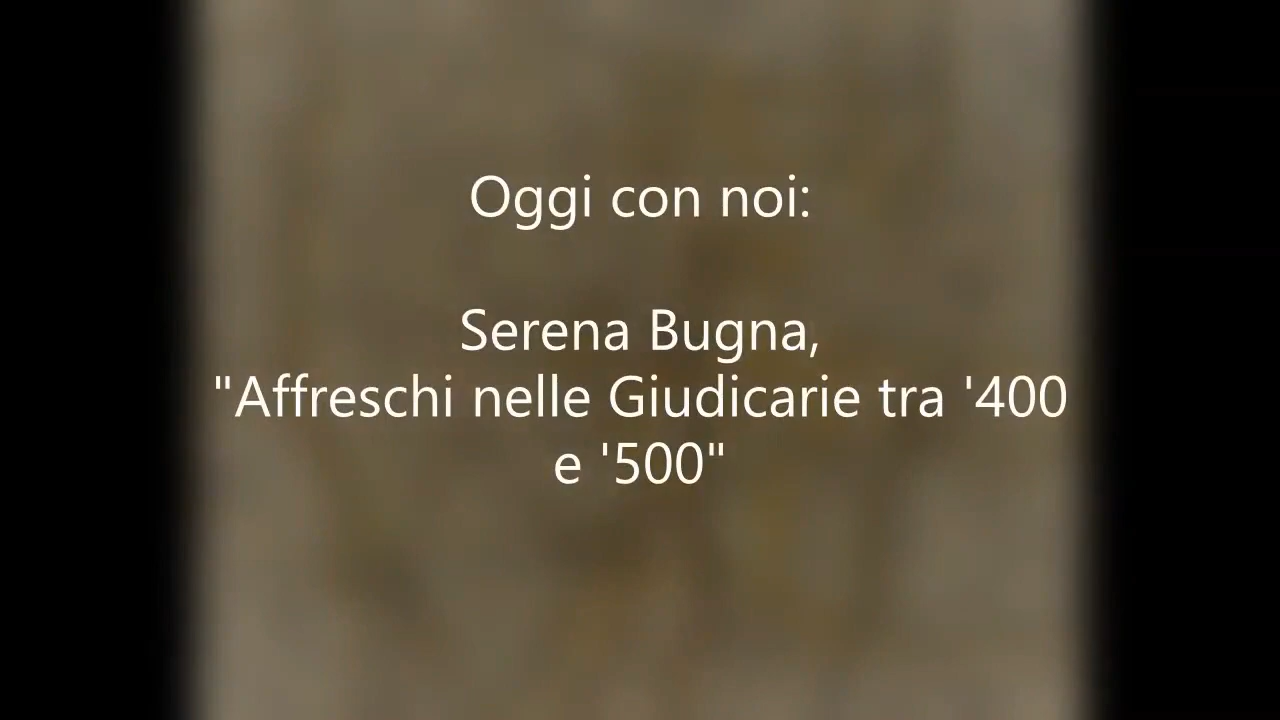 Oggi con noi:
Serena Bugna,
"Affreschi nelle Giudicarie tra '400
e '500"